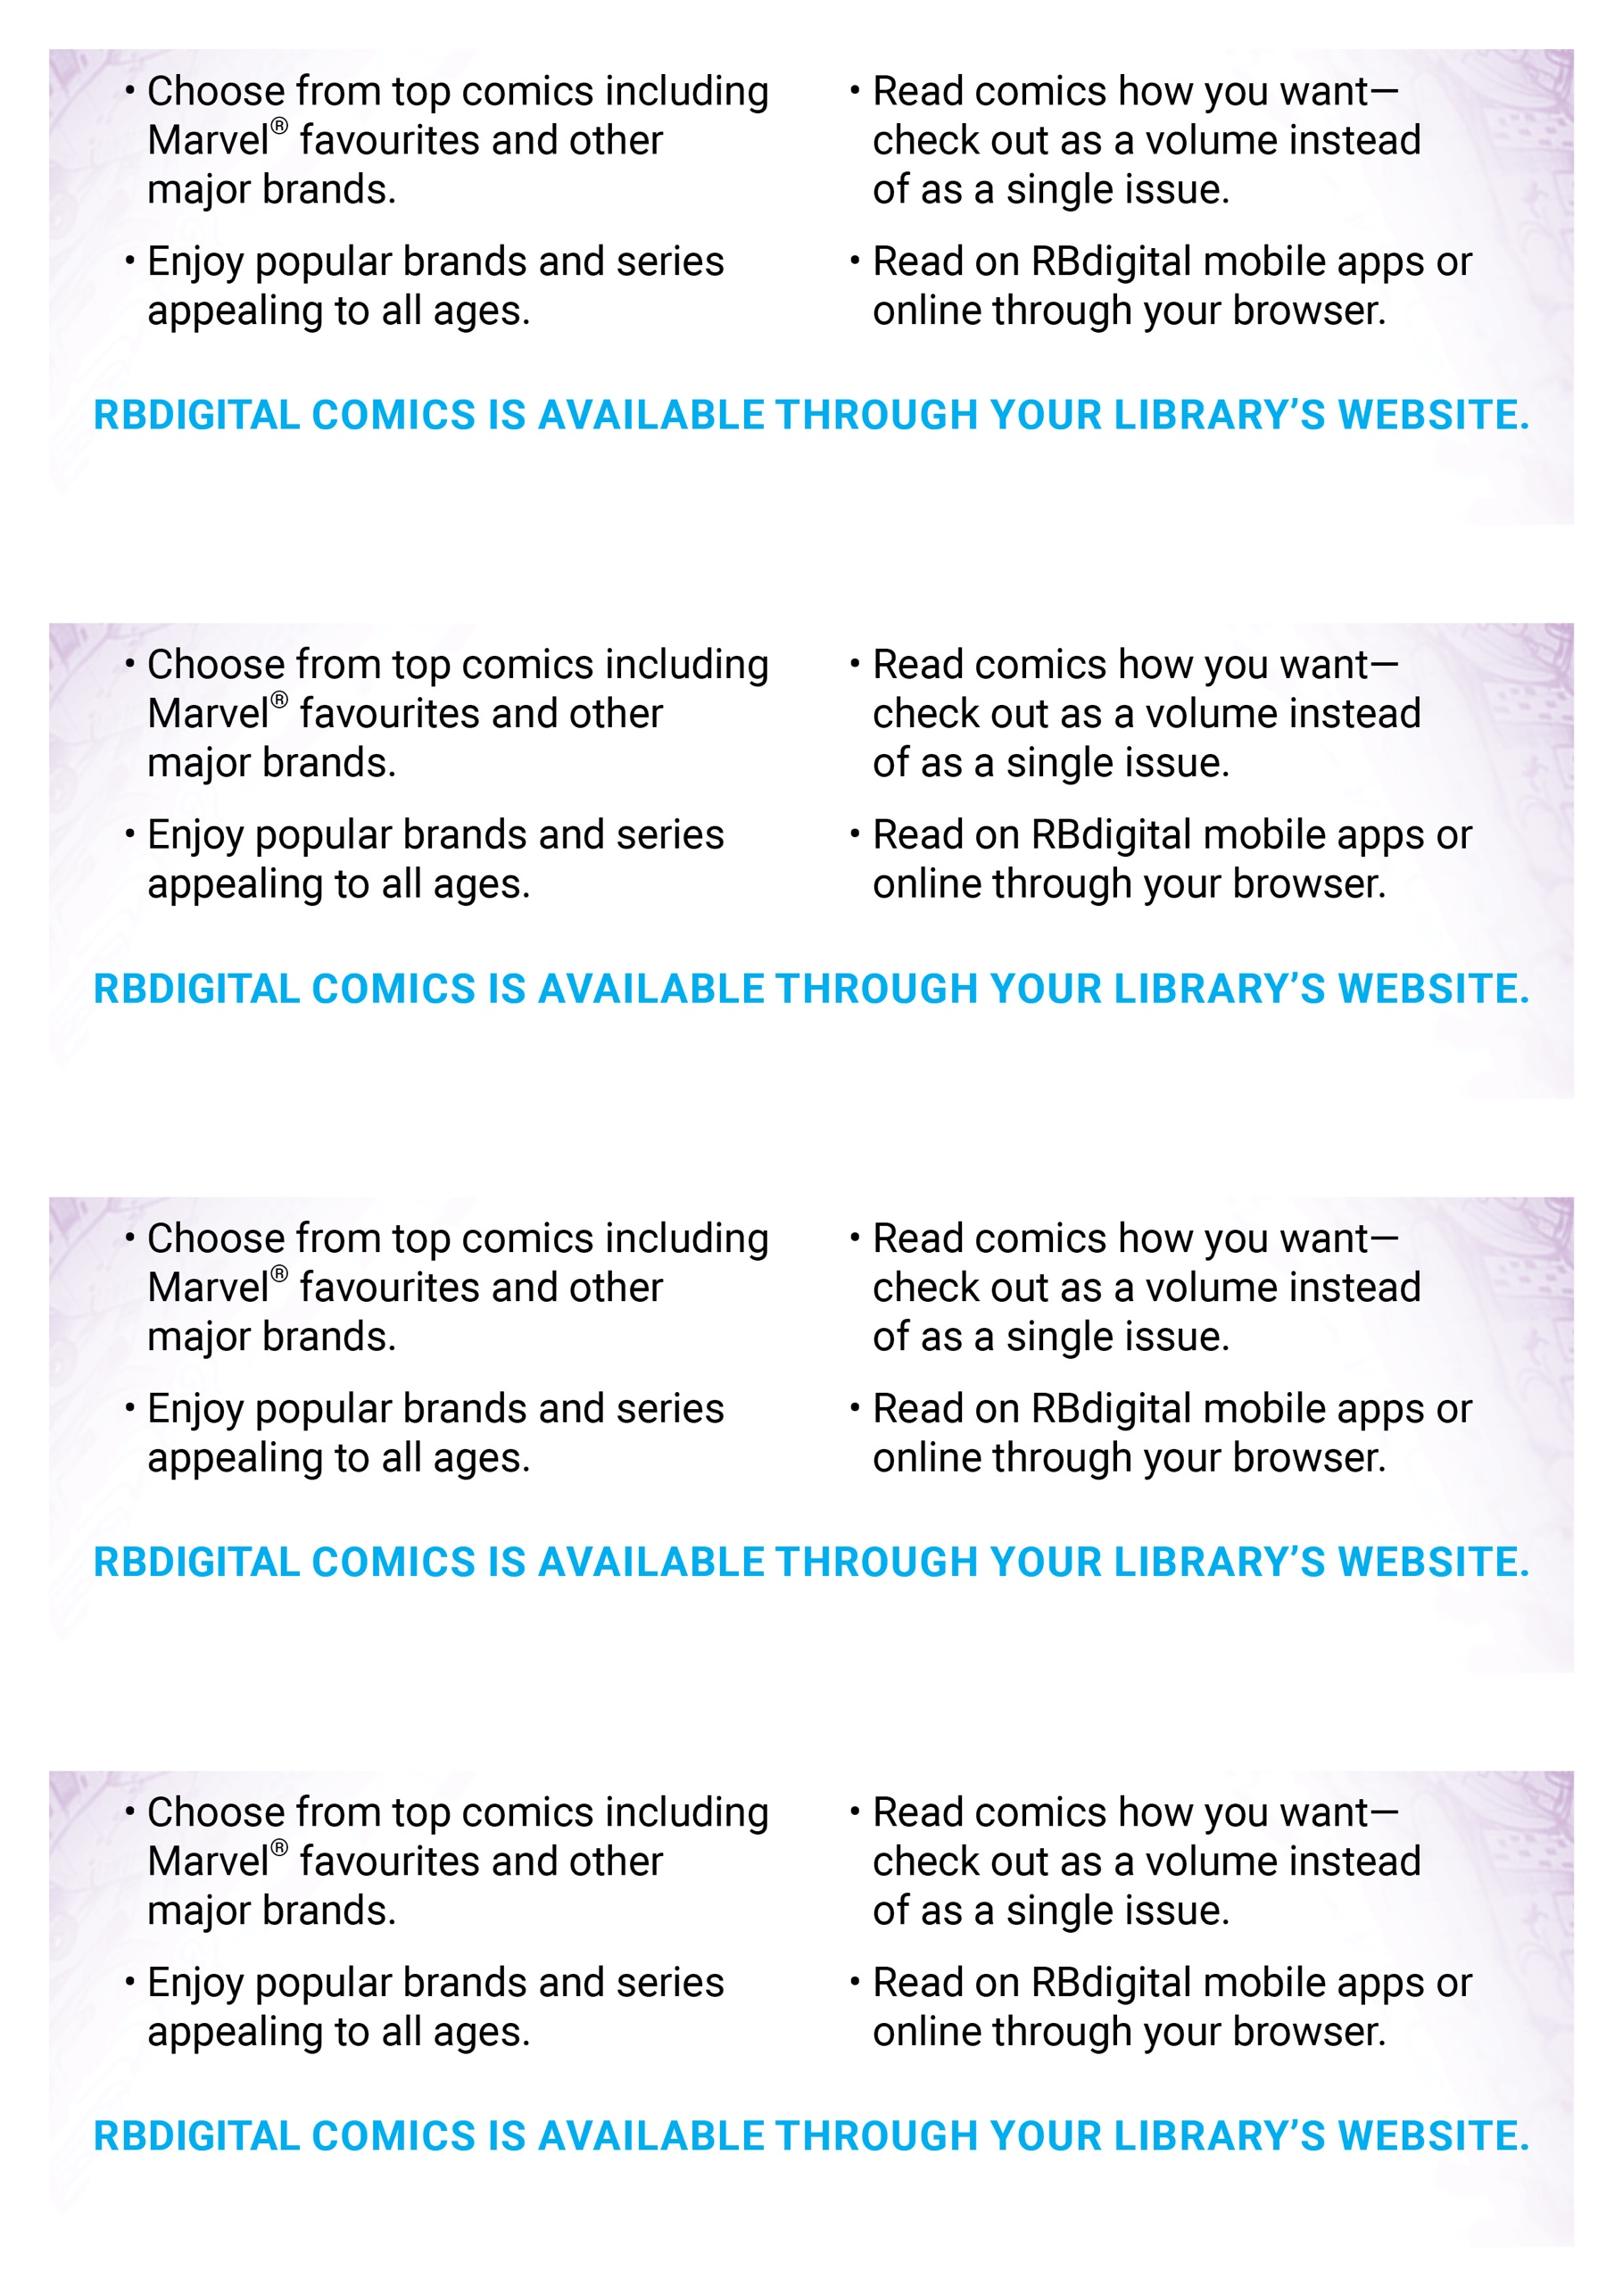 • Choose from top comics including
Marvel® favourites and other
major brands.
• Enjoy popular brands and series
appealing to all ages.
• Read comics how you want—
check out as a volume instead
of as a single issue.
• Read on RBdigital mobile apps or
online through your browser.
RBDIGITAL COMICS IS AVAILABLE THROUGH YOUR LIBRARY’S WEBSITE.
• Choose from top comics including
Marvel® favourites and other
major brands.
• Enjoy popular brands and series
appealing to all ages.
• Read comics how you want—
check out as a volume instead
of as a single issue.
• Read on RBdigital mobile apps or
online through your browser.
RBDIGITAL COMICS IS AVAILABLE THROUGH YOUR LIBRARY’S WEBSITE.
• Choose from top comics including
Marvel® favourites and other
major brands.
• Enjoy popular brands and series
appealing to all ages.
• Read comics how you want—
check out as a volume instead
of as a single issue.
• Read on RBdigital mobile apps or
online through your browser.
RBDIGITAL COMICS IS AVAILABLE THROUGH YOUR LIBRARY’S WEBSITE.
• Choose from top comics including
Marvel® favourites and other
major brands.
• Enjoy popular brands and series
appealing to all ages.
• Read comics how you want—
check out as a volume instead
of as a single issue.
• Read on RBdigital mobile apps or
online through your browser.
RBDIGITAL COMICS IS AVAILABLE THROUGH YOUR LIBRARY’S WEBSITE.